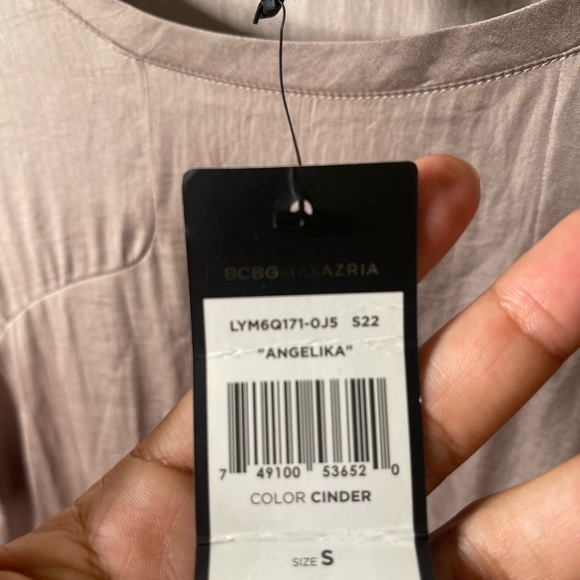 BCBGMAXAZRIA
LYM6Q171-0J5 S22
"ANGELIKA"
7 49100 53652 0
COLOR CINDER
SIZE S